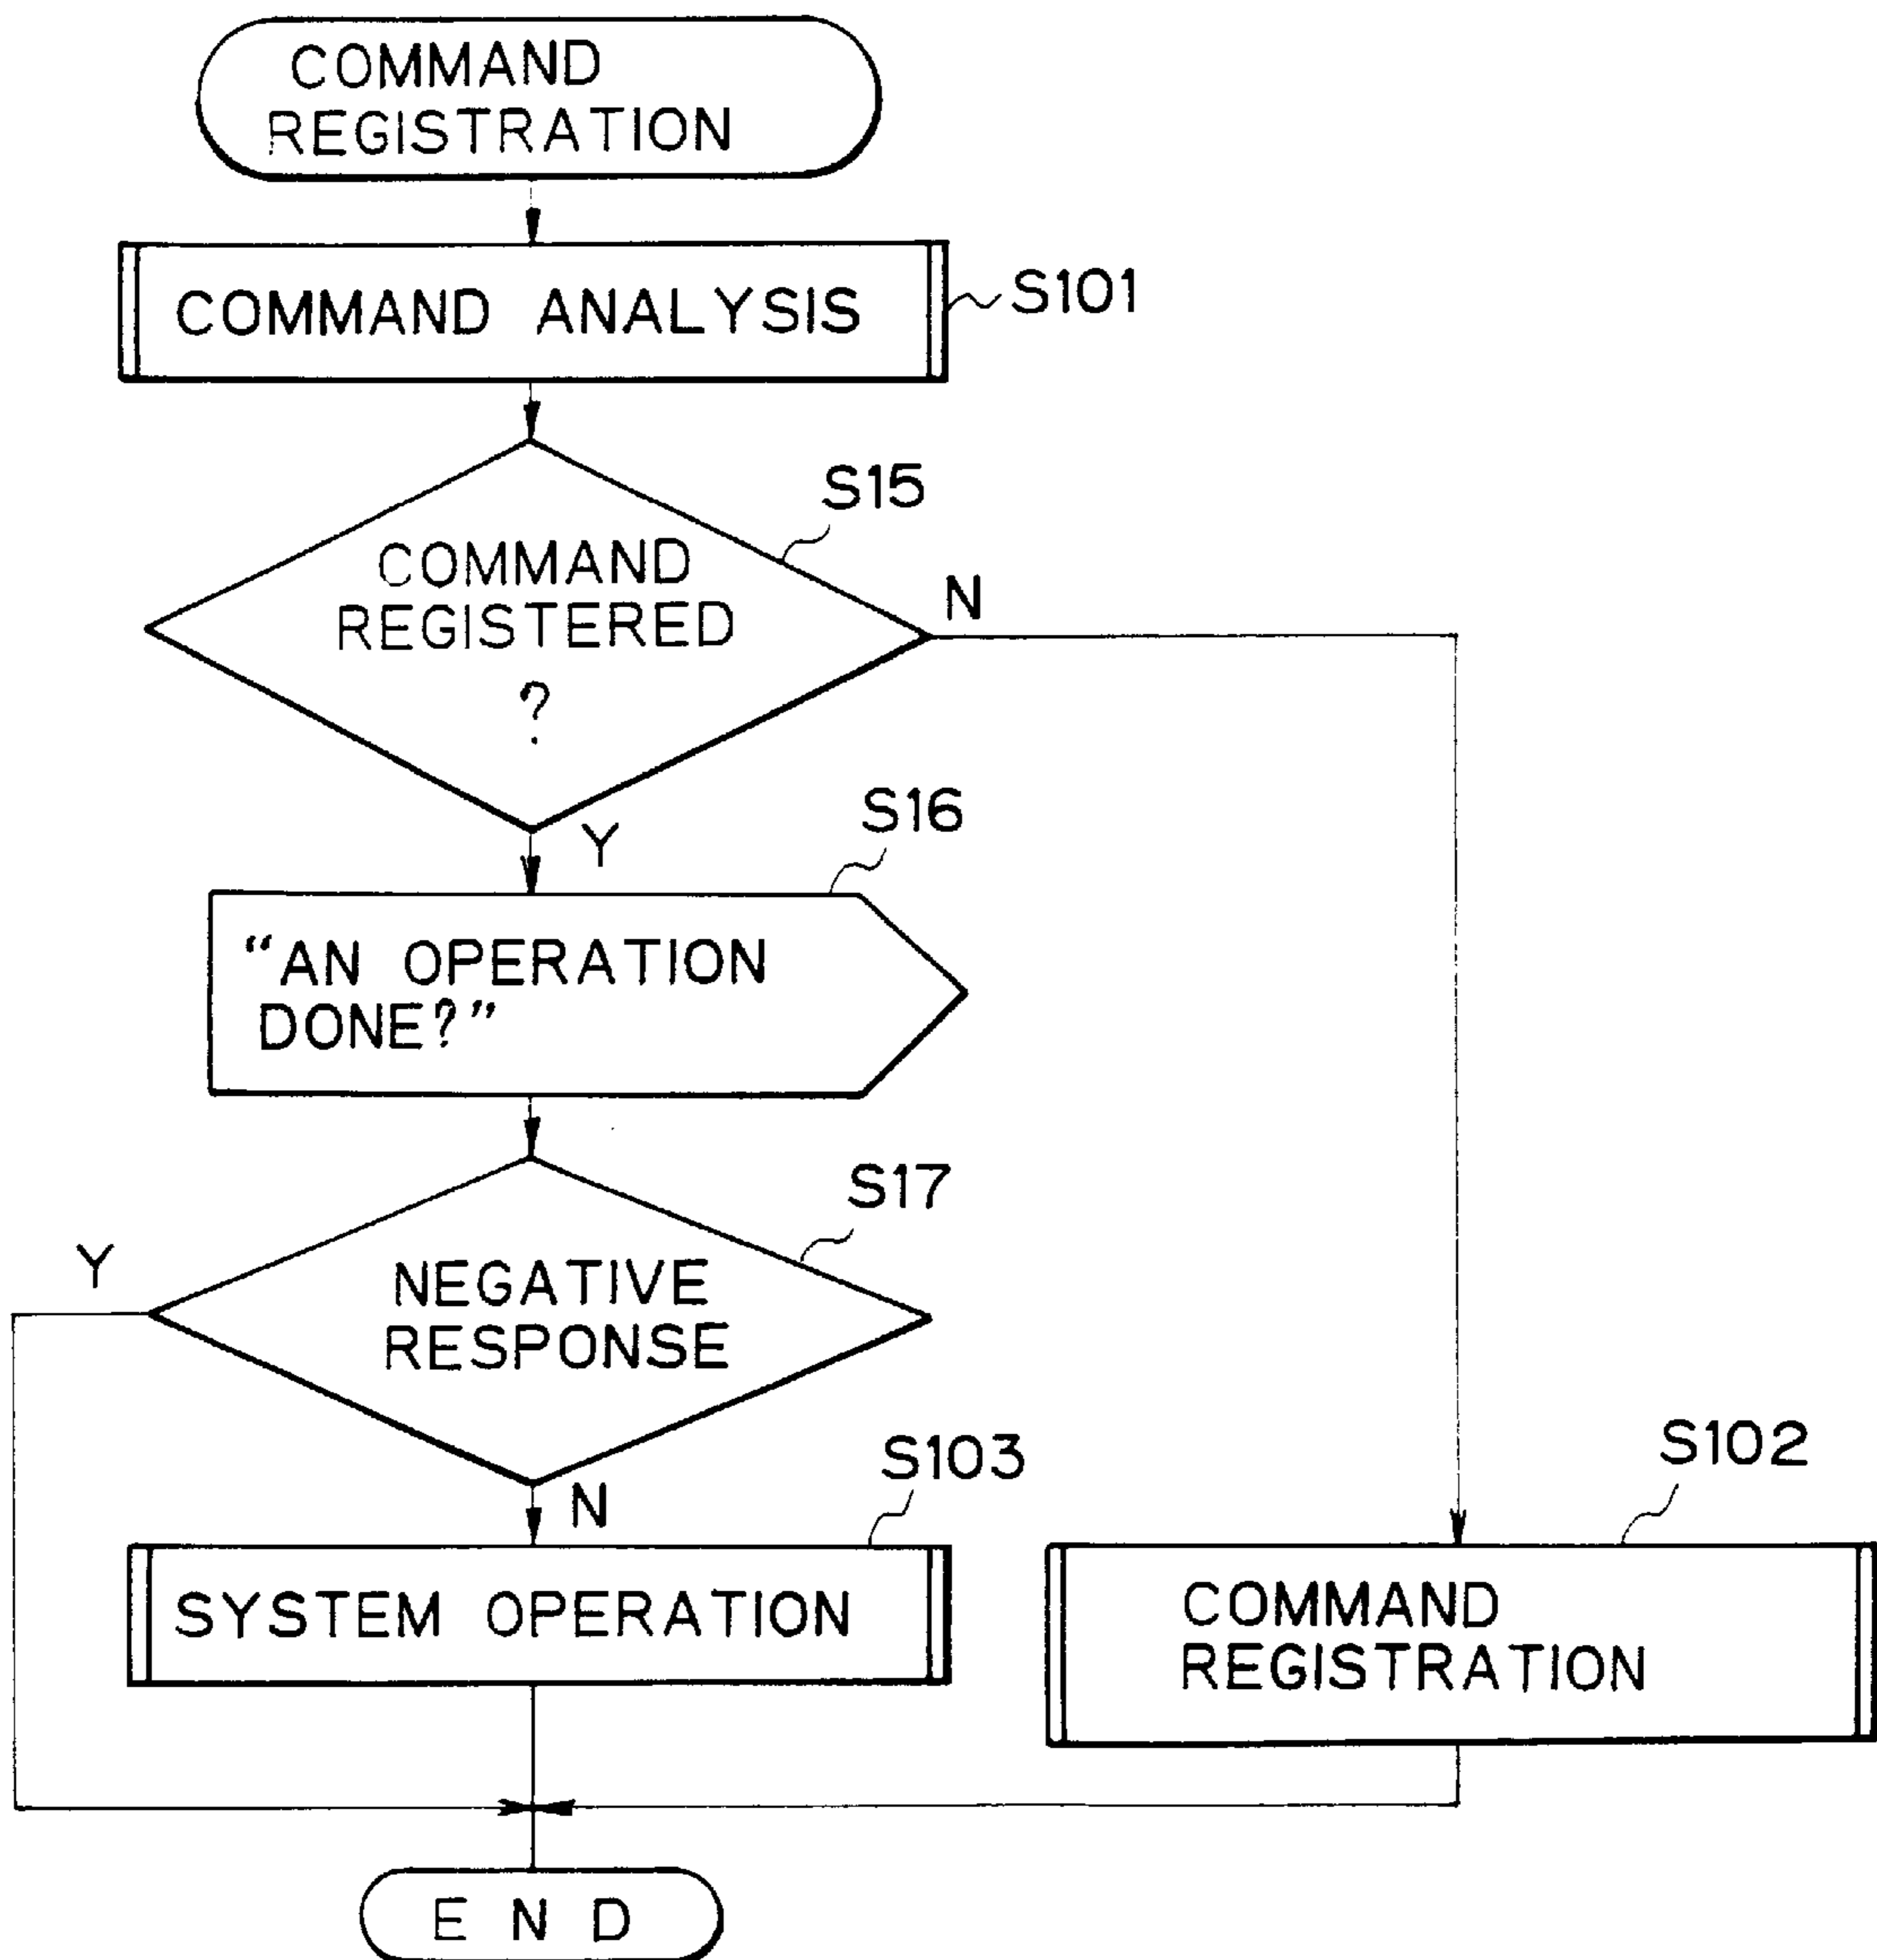 COMMAND
REGISTRATION
COMMAND ANALYSIS
S101
S15
COMMAND
REGISTERED
?
N
Y
S16
“AN OPERATION
DONE?”
S17
Y
NEGATIVE
RESPONSE
N
S103
S102
SYSTEM OPERATION
COMMAND
REGISTRATION
END